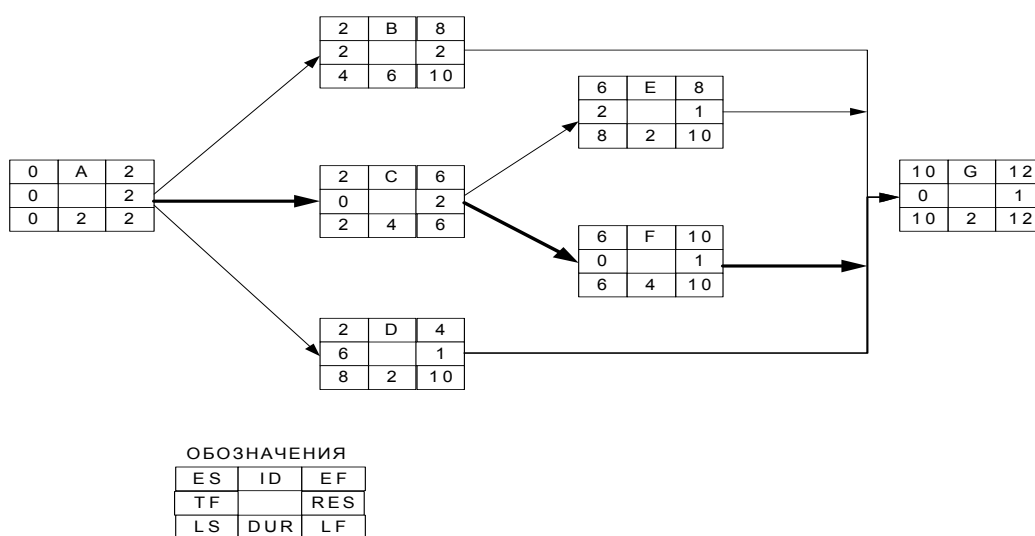 2 B 8
2 2
4 6 10
6 E 8
2 1
8 2 10
0 A 2
0 2
0 2 2
2 C 6
0 2
2 4 6
10 G 12
0 1
10 2 12
6 F 10
0 1
6 4 10
2 D 4
6 1
8 2 10
ОБОЗНАЧЕНИЯ
ES ID EF
TF RES
LS DUR LF